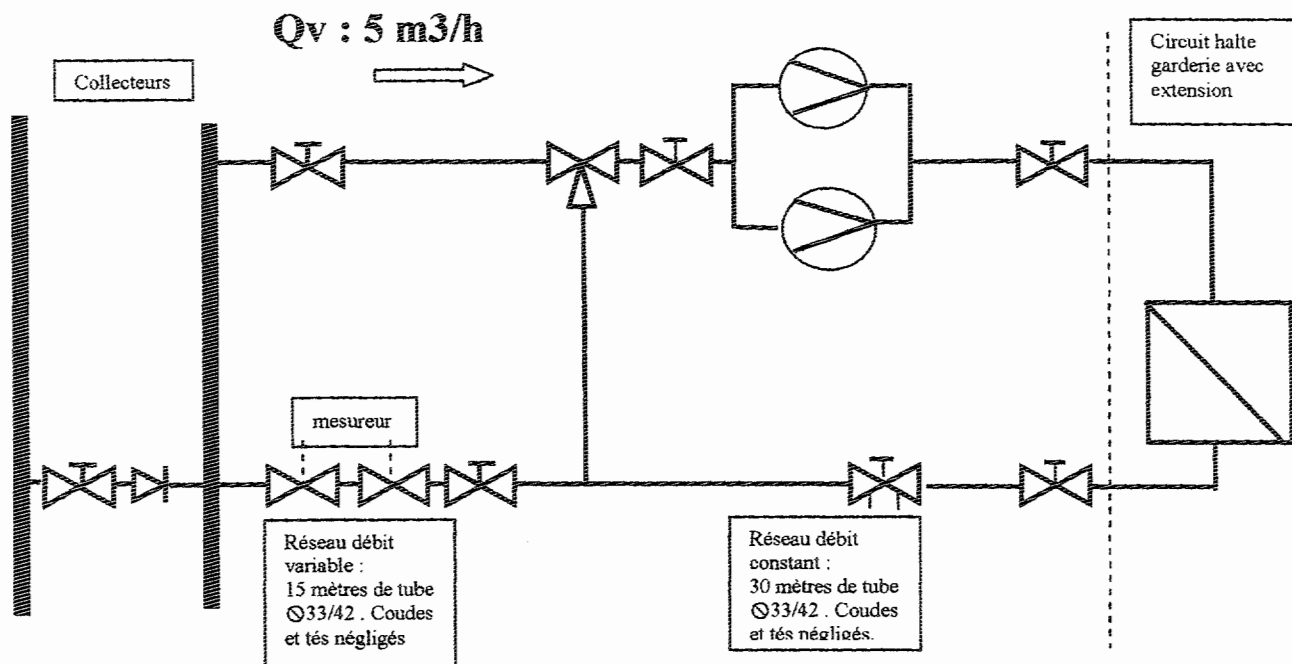 Qv : 5 m3/h
Collecteurs
Circuit halte
garderie avec
extension
mesureur
Réseau débit
variable :
15 mètres de tube
∅33/42 . Coudes
et tés négligés
Réseau débit
constant :
30 mètres de tube
∅33/42 . Coudes
et tés négligés.